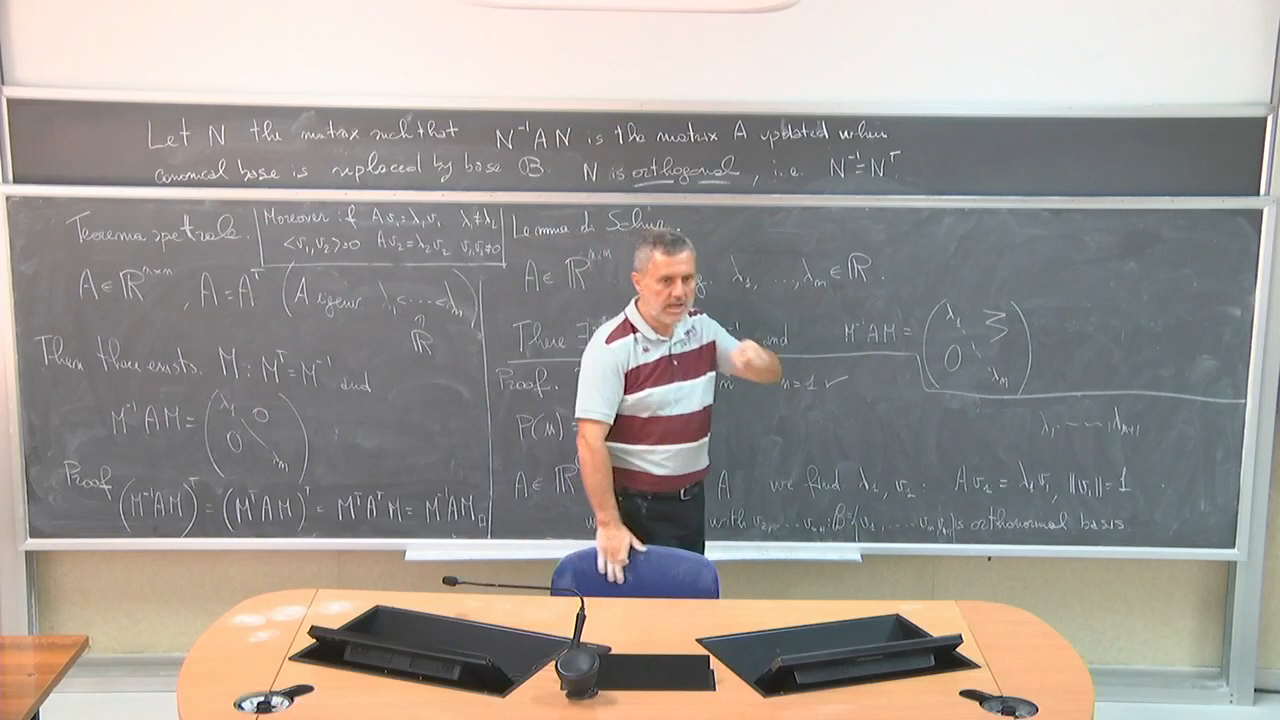 Let N the matrix such that N⁻¹AN is the matrix A updated when
canonical base is replaced by base Ⓑ. N is orthogonal, i.e. N⁻¹=Nᵀ.
Teorema spettrale.
Moreover if Av₁=λ₁v₁ λ₁≠λ₂
<v₁,v₂>=0 Av₂=λ₂v₂ v₁,v₂≠0
A∈ℝⁿˣⁿ, A=Aᵀ (A eigenv λ₁<...<λₙ)
∩
ℝ
Then there exists M: Mᵀ=M⁻¹ and
M⁻¹AM=(λ₁ 0
0 λₙ)
Proof (M⁻¹AM)ᵀ=(MᵀAM)ᵀ=MᵀAᵀM=M⁻¹AM □
Lemma di Schur.
A∈ℝⁿˣⁿ λ₁,...,λₙ∈ℝ.
There ∃ and M⁻¹AM=(λ₁
0 λₙ)
Proof. n=1 ✓
P(n)=
λ₁----,λₙ₊₁
A∈ℝ A we find λ₁, v₁: Av₁=λ₁v₁, ||v₁||=1
with v₂,...vₙ₊₁: B={v₁,...vₙ,vₙ₊₁} is orthonormal basis.